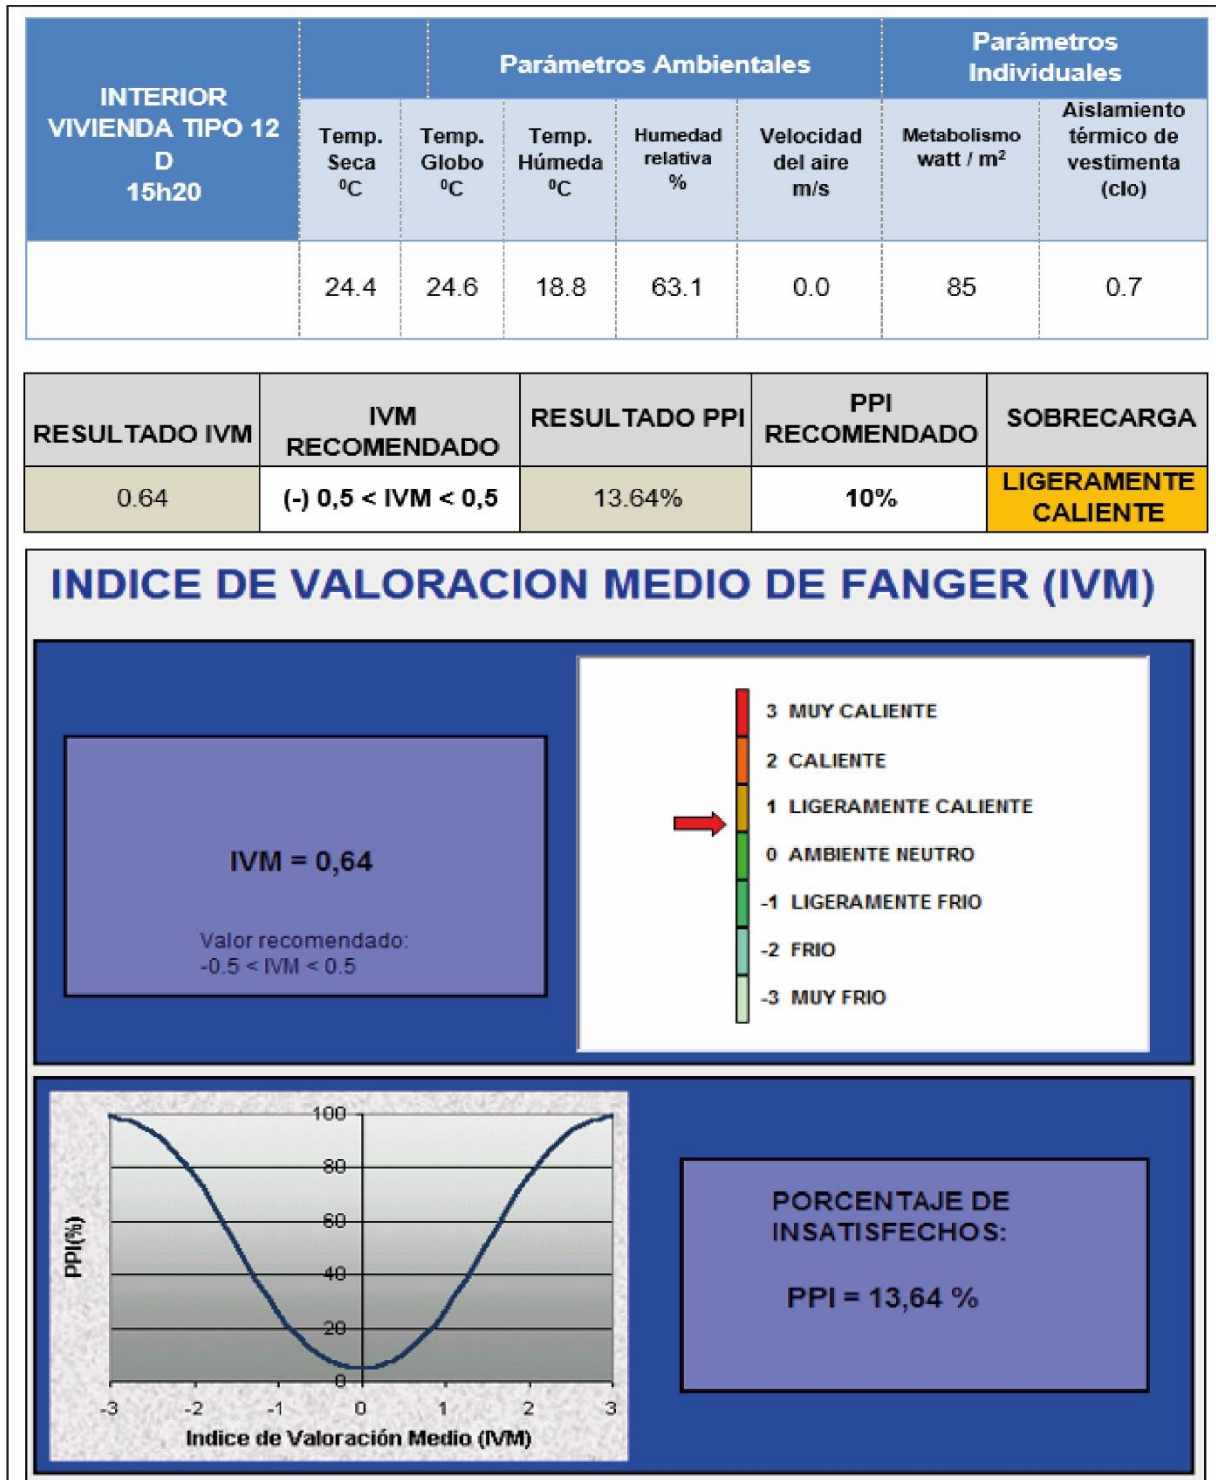 INTERIOR
VIVIENDA TIPO 12
D
15h20
Parámetros Ambientales
Parámetros
Individuales
Temp.
Seca
⁰C
Temp.
Globo
⁰C
Temp.
Húmeda
⁰C
Humedad
relativa
%
Velocidad
del aire
m/s
Metabolismo
watt / m²
Aislamiento
térmico de
vestimenta
(clo)
24.4 24.6 18.8 63.1 0.0 85 0.7
RESULTADO IVM
IVM
RECOMENDADO
RESULTADO PPI
PPI
RECOMENDADO
SOBRECARGA
0.64
(-) 0,5 < IVM < 0,5
13.64%
10%
LIGERAMENTE
CALIENTE
INDICE DE VALORACION MEDIO DE FANGER (IVM)
IVM = 0,64
Valor recomendado:
-0.5 < IVM < 0.5
3 MUY CALIENTE
2 CALIENTE
1 LIGERAMENTE CALIENTE
0 AMBIENTE NEUTRO
-1 LIGERAMENTE FRIO
-2 FRIO
-3 MUY FRIO
PPI(%)
100
80
60
40
20
0
-3 -2 -1 0 1 2 3
Indice de Valoración Medio (IVM)
PORCENTAJE DE
INSATISFECHOS:
PPI = 13,64 %